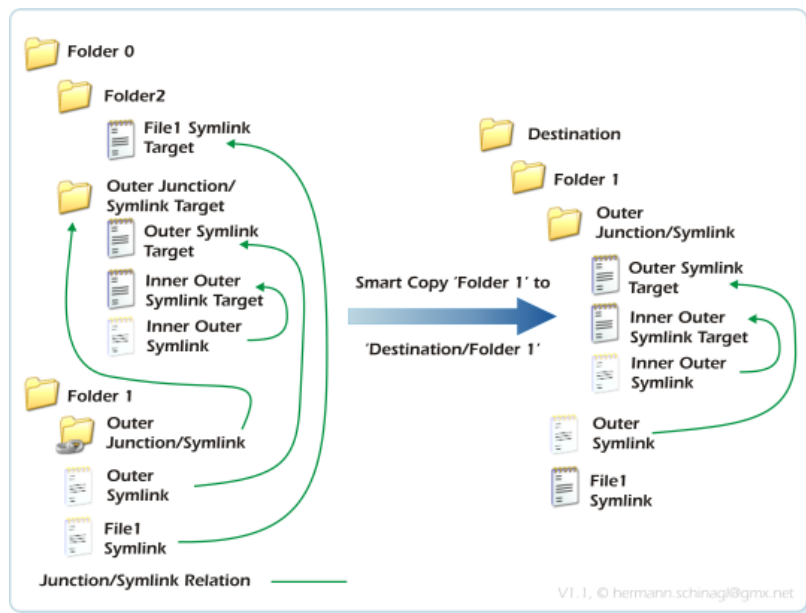 Folder 0
Folder2
File1 Symlink
Target
Outer Junction/
Symlink Target
Outer Symlink
Target
Inner Outer
Symlink Target
Inner Outer
Symlink
Folder 1
Outer
Junction/Symlink
Outer
Symlink
File1
Symlink
Junction/Symlink Relation
Smart Copy 'Folder 1' to
'Destination/Folder 1'
Destination
Folder 1
Outer
Junction/Symlink
Outer Symlink
Target
Inner Outer
Symlink Target
Inner Outer
Symlink
Outer
Symlink
File1
Symlink
V1.1, © hermann.schinagl@gmx.net